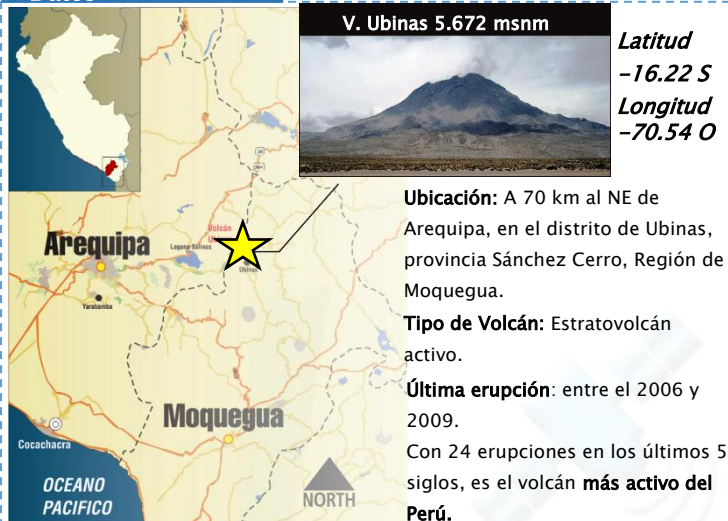 V. Ubinas 5.672 msnm
Latitud
-16.22 S
Longitud
-70.54 O
Ubicación: A 70 km al NE de
Arequipa, en el distrito de Ubinas,
provincia Sánchez Cerro, Región de
Moquegua.
Tipo de Volcán: Estratovolcán
activo.
Última erupción: entre el 2006 y
2009.
Con 24 erupciones en los últimos 5
siglos, es el volcán más activo del
Perú.
Arequipa
Volcán
Laguna Salinas
Ubinas
Yarabamba
Moquegua
Cocachacra
OCEANO
PACIFICO
NORTH